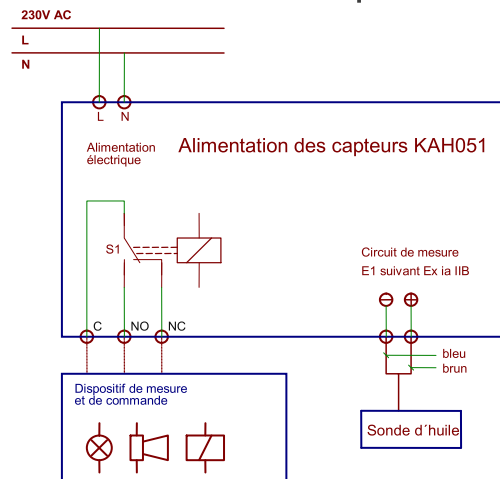 230V AC
L
N
L N
Alimentation
électrique
Alimentation des capteurs KAH051
S1
Circuit de mesure
E1 suivant Ex ia IIB
C NO NC
bleu
brun
Dispositif de mesure
et de commande
Sonde d´huile